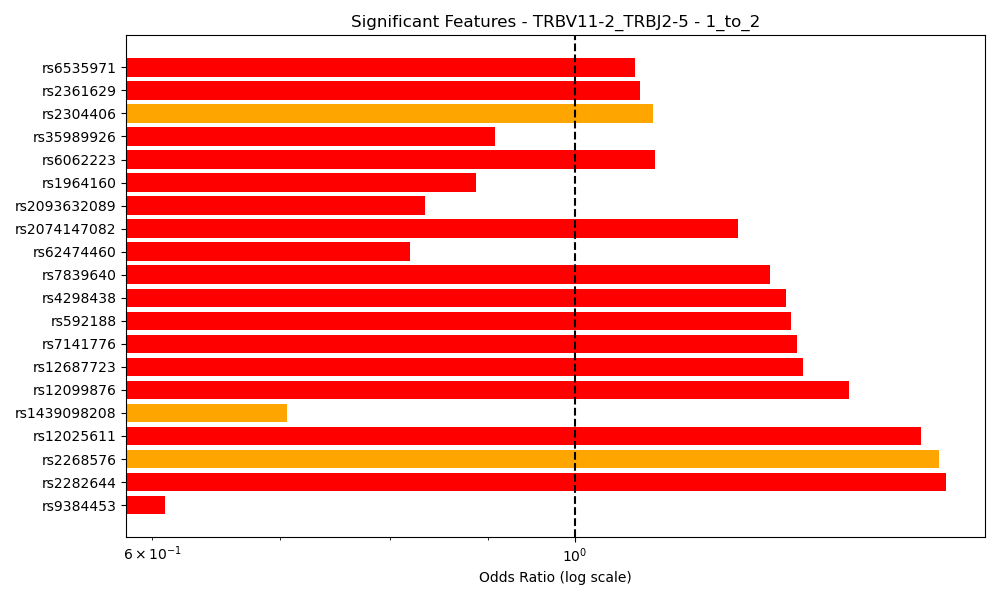 Significant Features - TRBV11-2_TRBJ2-5 - 1_to_2
rs6535971
rs2361629
rs2304406
rs35989926
rs6062223
rs1964160
rs2093632089
rs2074147082
rs62474460
rs7839640
rs4298438
rs592188
rs7141776
rs12687723
rs12099876
rs1439098208
rs12025611
rs2268576
rs2282644
rs9384453
6 × 10⁻¹ 10⁰
Odds Ratio (log scale)